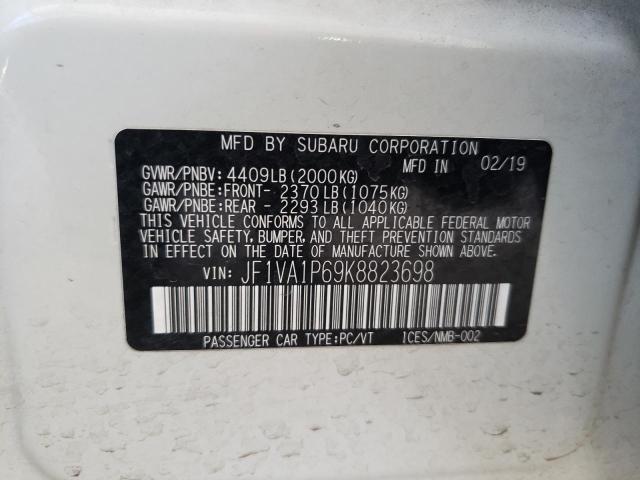 MFD BY SUBARU CORPORATION
MFD IN 02/19
GVWR/PNBV: 4409LB (2000KG)
GAWR/PNBE:FRONT- 2370LB (1075KG)
GAWR/PNBE:REAR - 2293LB (1040KG)
THIS VEHICLE CONFORMS TO ALL APPLICABLE FEDERAL MOTOR
VEHICLE SAFETY, BUMPER, AND THEFT PREVENTION STANDARDS
IN EFFECT ON THE DATE OF MANUFACTURE SHOWN ABOVE.
VIN: JF1VA1P69K8823698
PASSENGER CAR TYPE:PC/VT ICES/NMB-002